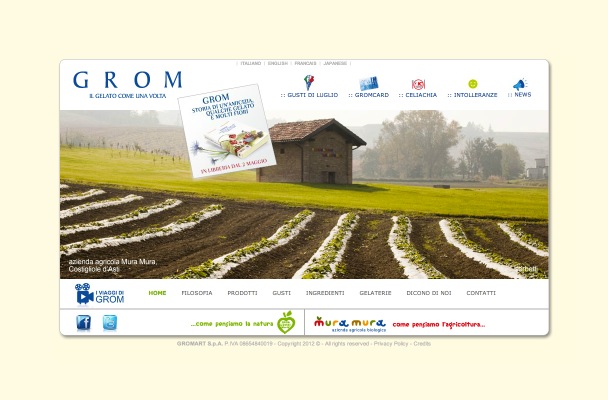 :: ITALIANO | ENGLISH | FRANCAIS | JAPANESE ::
GROM
IL GELATO COME UNA VOLTA
:: GUSTI DI LUGLIO
:: GROMCARD
:: CELIACHIA
:: INTOLLERANZE
:: NEWS
GROM
STORIA DI UN'AMICIZIA,
QUALCHE GELATO
E MOLTI FIORI
IN LIBRERIA DAL 2 MAGGIO
azienda agricola Mura Mura,
Costigliole d'Asti
I VIAGGI DI
GROM
HOME FILOSOFIA PRODOTTI GUSTI INGREDIENTI GELATERIE DICONO DI NOI CONTATTI
...come pensiamo la natura
mura mura
azienda agricola biologica
come pensiamo l'agricoltura...
GROMART S.p.A. P.IVA 08654840019 - Copyright 2012 © - All rights reserved - Privacy Policy - Credits